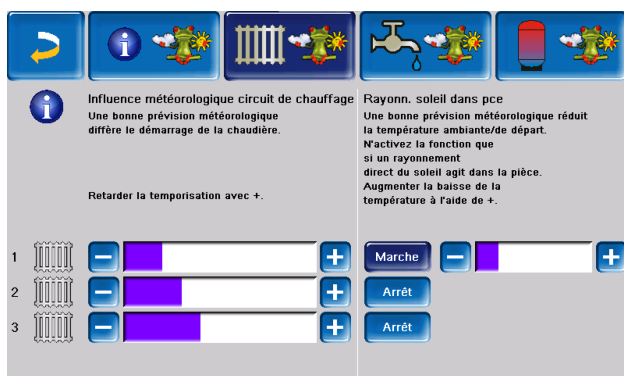 Influence météorologique circuit de chauffage
Une bonne prévision météorologique
diffère le démarrage de la chaudière.
Retarder la temporisation avec +.
Rayonn. soleil dans pce
Une bonne prévision météorologique réduit
la température ambiante/de départ.
N'activez la fonction que
si un rayonnement
direct du soleil agit dans la pièce.
Augmenter la baisse de la
température à l'aide de +.
1
Marche
2
Arrêt
3
Arrêt